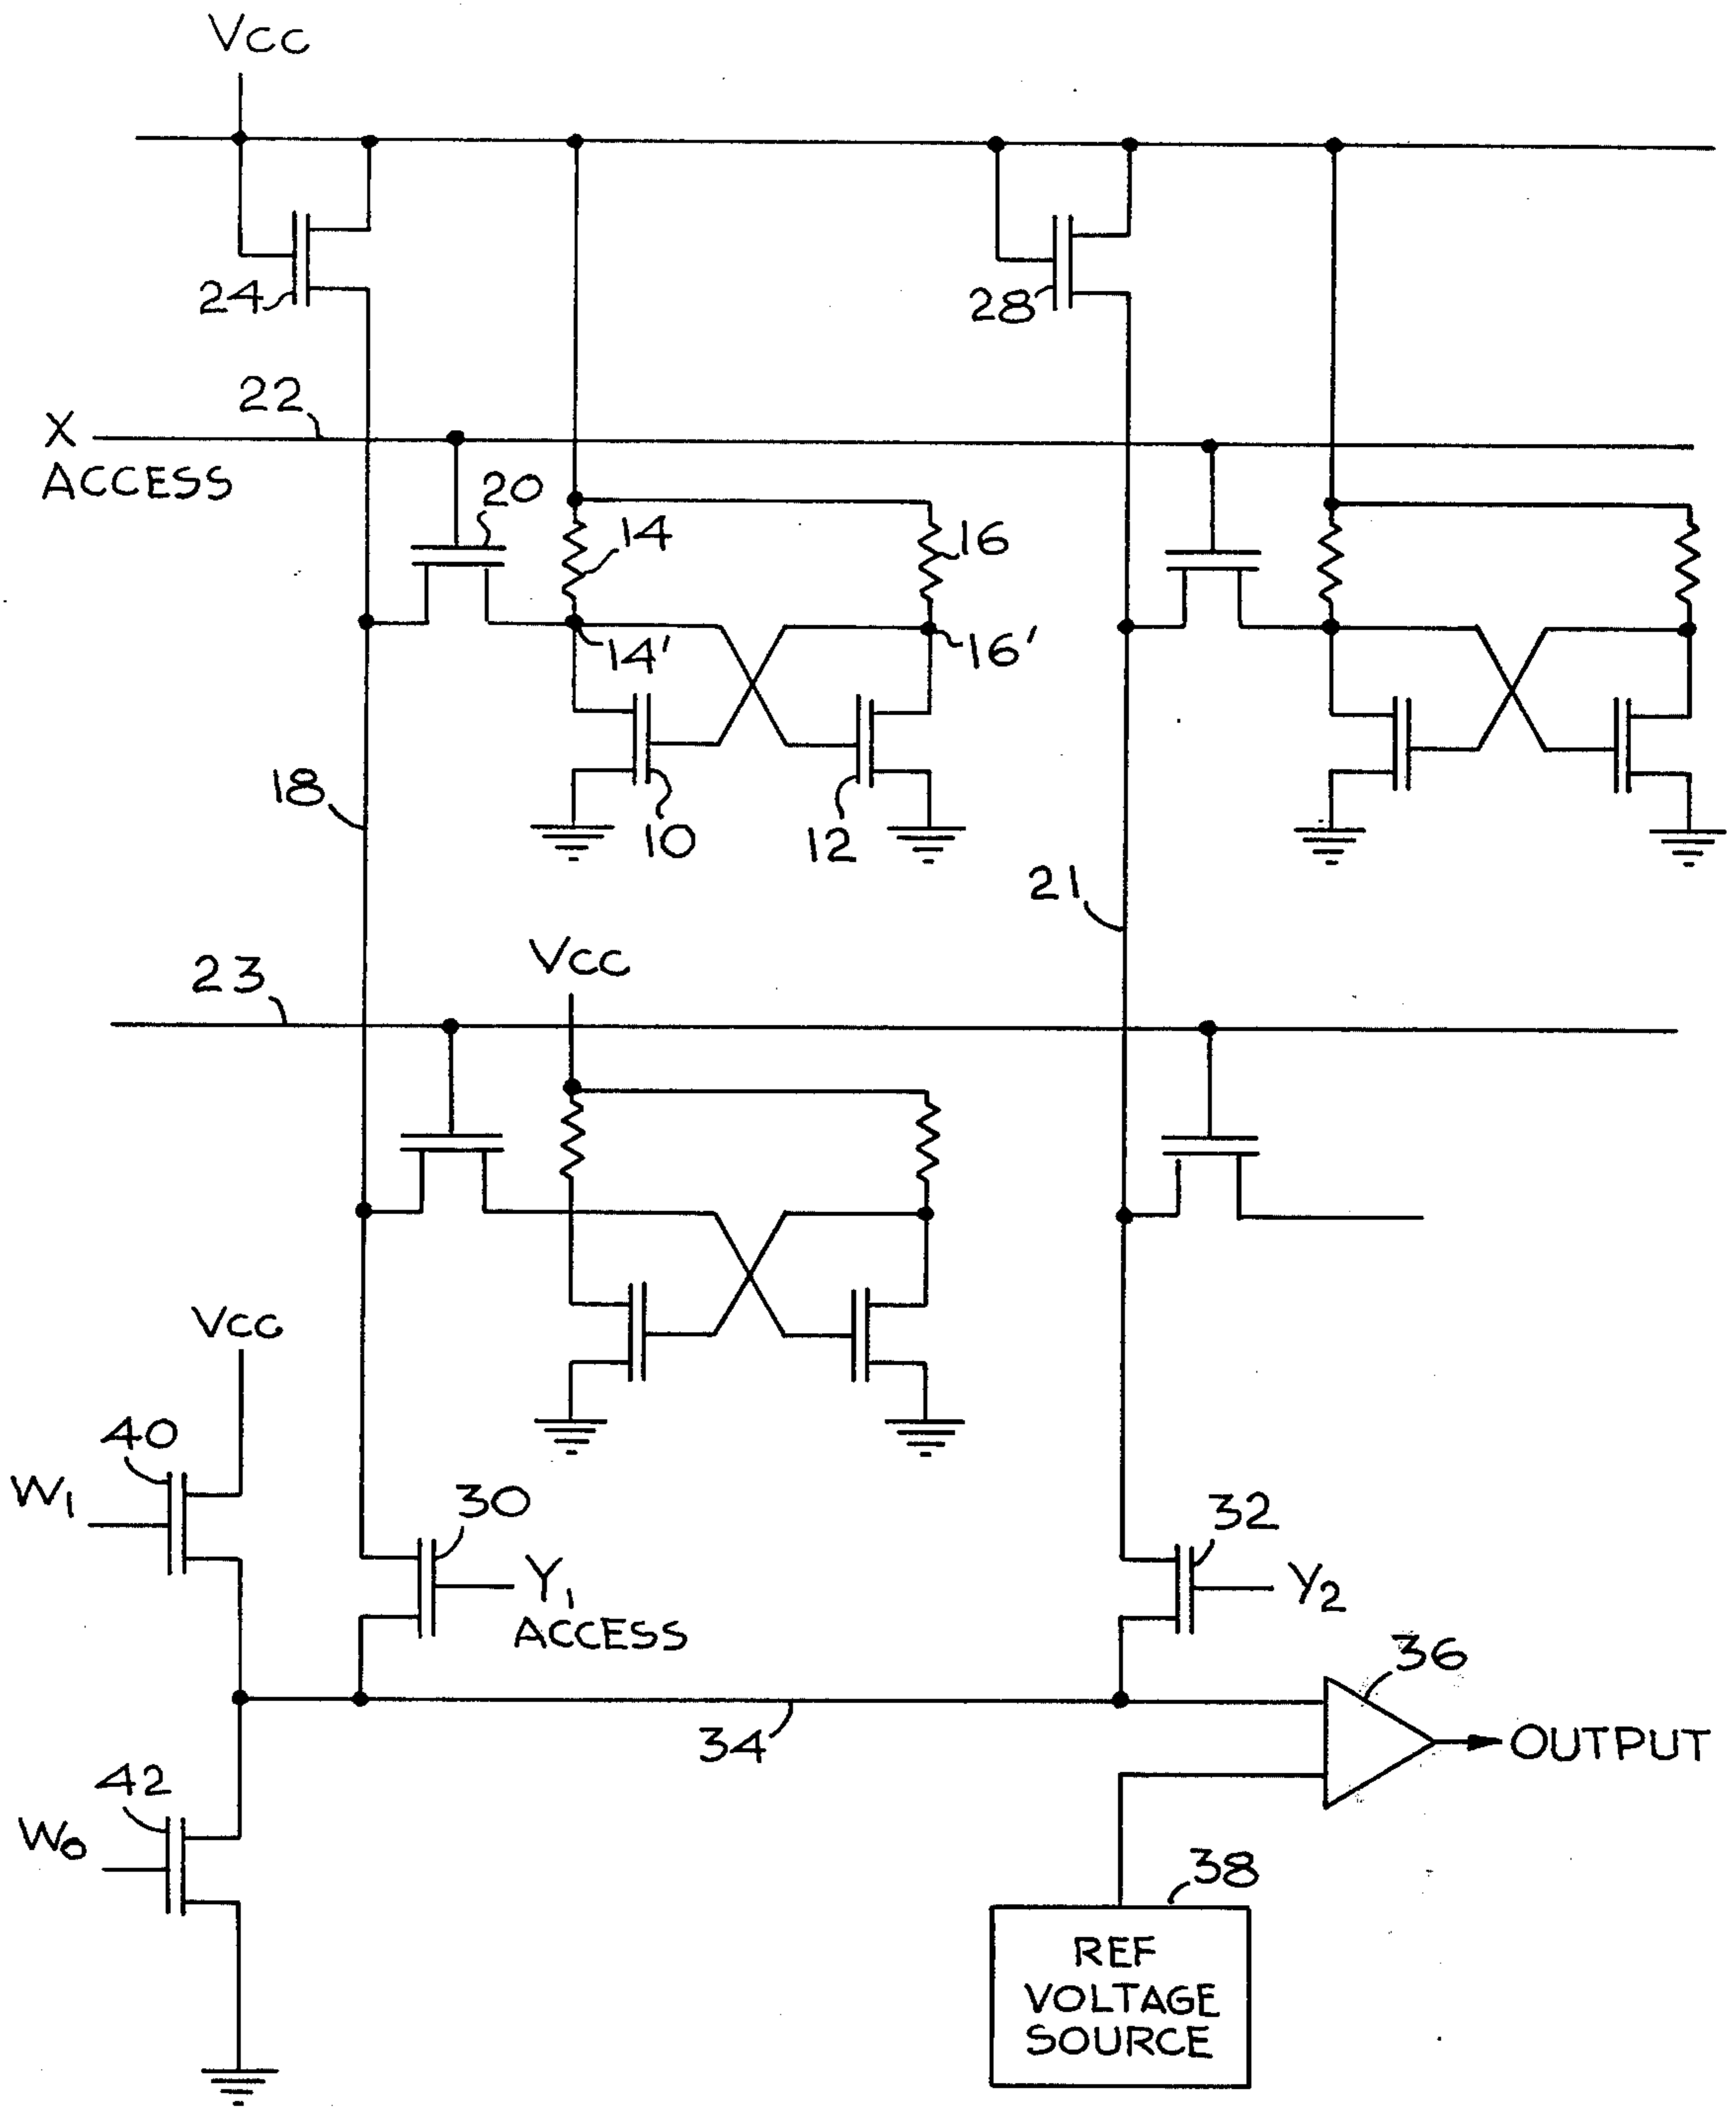 Vcc
24
28
22
X
ACCESS
20
14
16
14'
16'
10
12
18
21
Vcc
23
Vcc
40
W1
30
Y1
ACCESS
32
Y2
36
34
OUTPUT
42
W0
38
REF
VOLTAGE
SOURCE